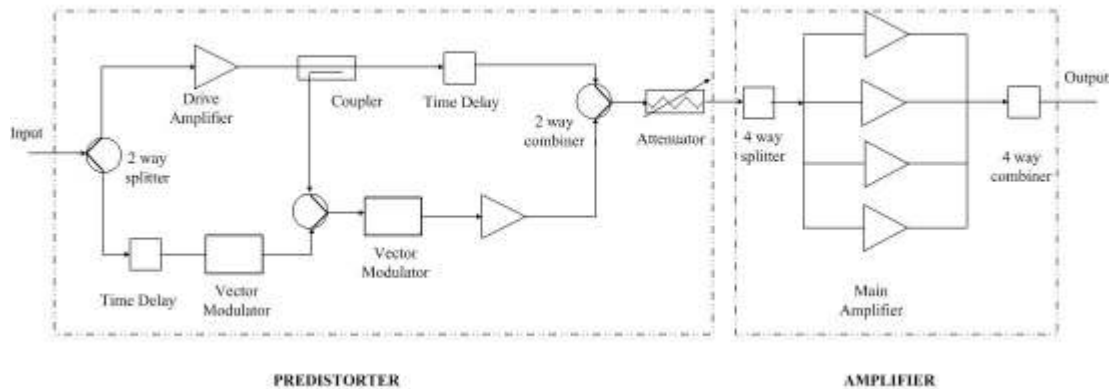 Input
2 way
splitter
Drive
Amplifier
Coupler
Time Delay
2 way
combiner
Attenuator
Time Delay
Vector
Modulator
Vector
Modulator
4 way
splitter
Main
Amplifier
4 way
combiner
Output
PREDISTORTER
AMPLIFIER